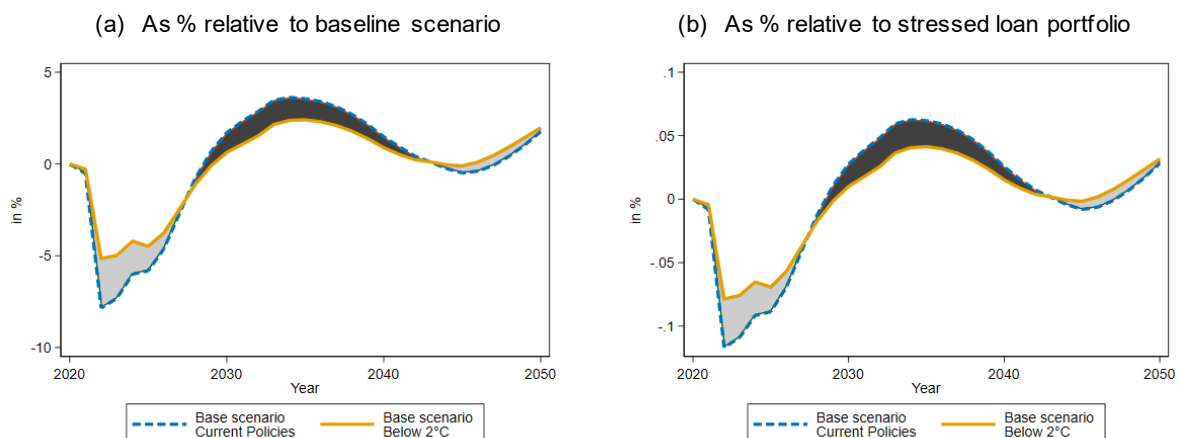 (a) As % relative to baseline scenario
5
0
-5
-10
in %
2020
2030
2040
2050
Year
Base scenario
Current Policies
Base scenario
Below 2°C
(b) As % relative to stressed loan portfolio
.1
.05
0
-.05
-.1
in %
2020
2030
2040
2050
Year
Base scenario
Current Policies
Base scenario
Below 2°C